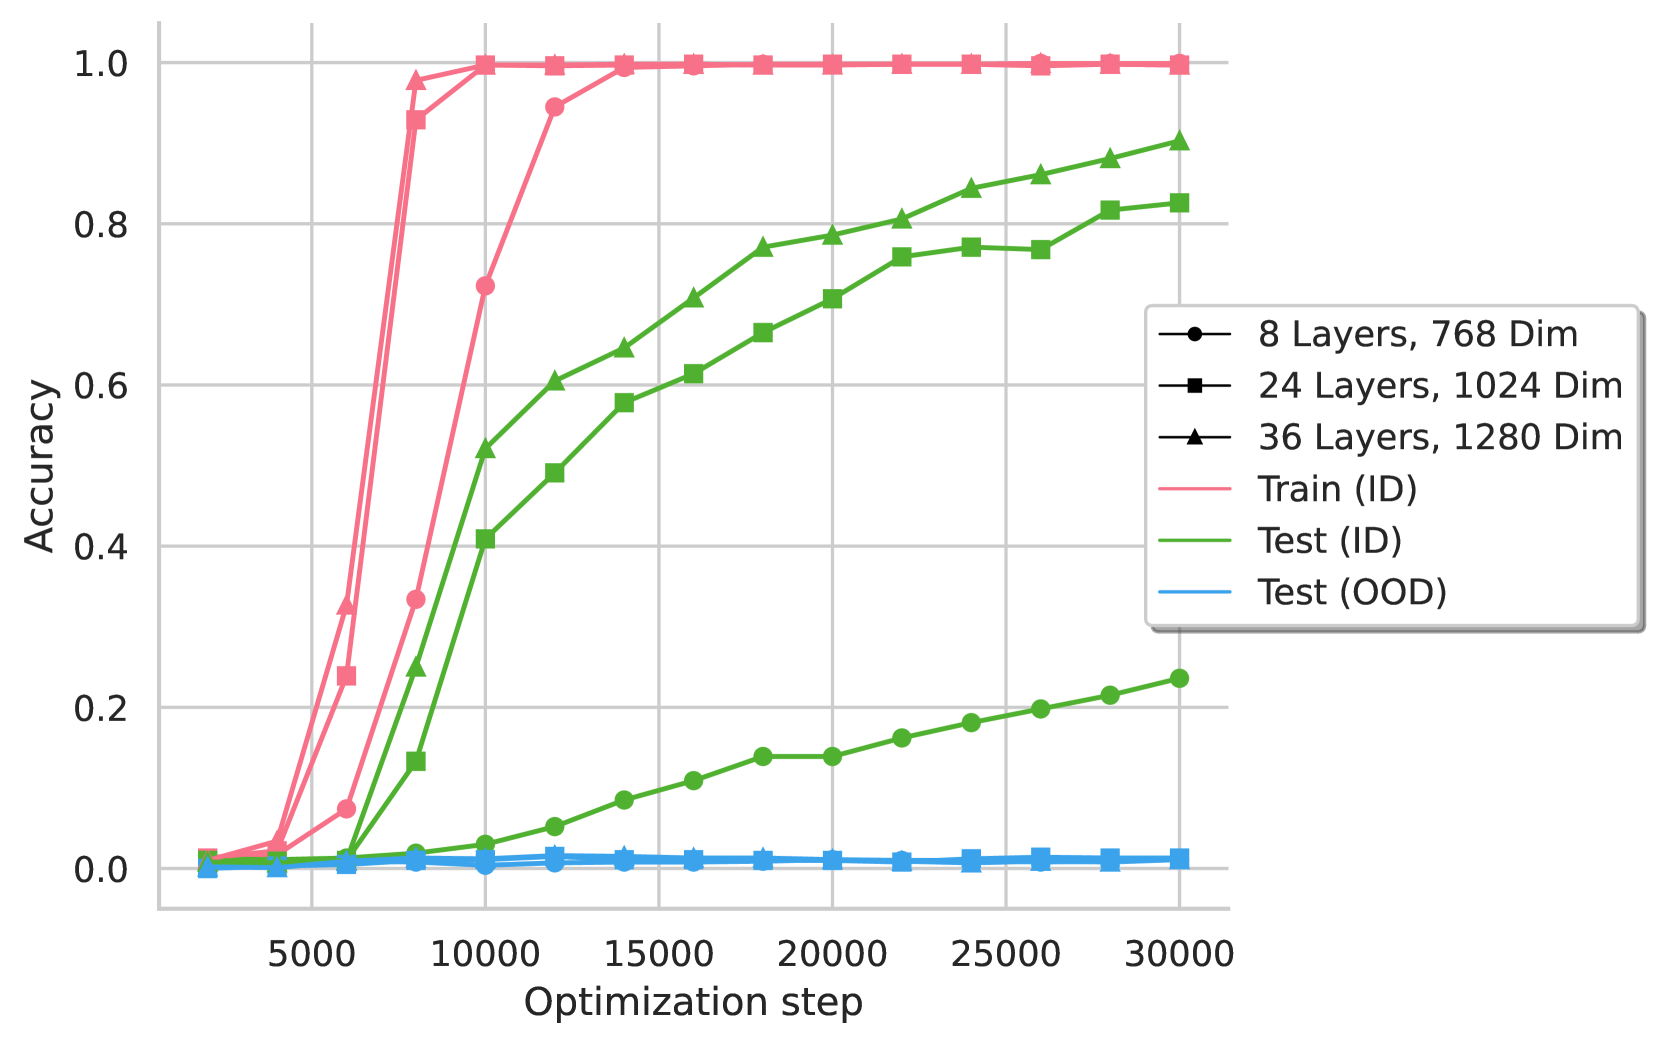 1.0
0.8
0.6
0.4
0.2
0.0
Accuracy
5000 10000 15000 20000 25000 30000
Optimization step
8 Layers, 768 Dim
24 Layers, 1024 Dim
36 Layers, 1280 Dim
Train (ID)
Test (ID)
Test (OOD)